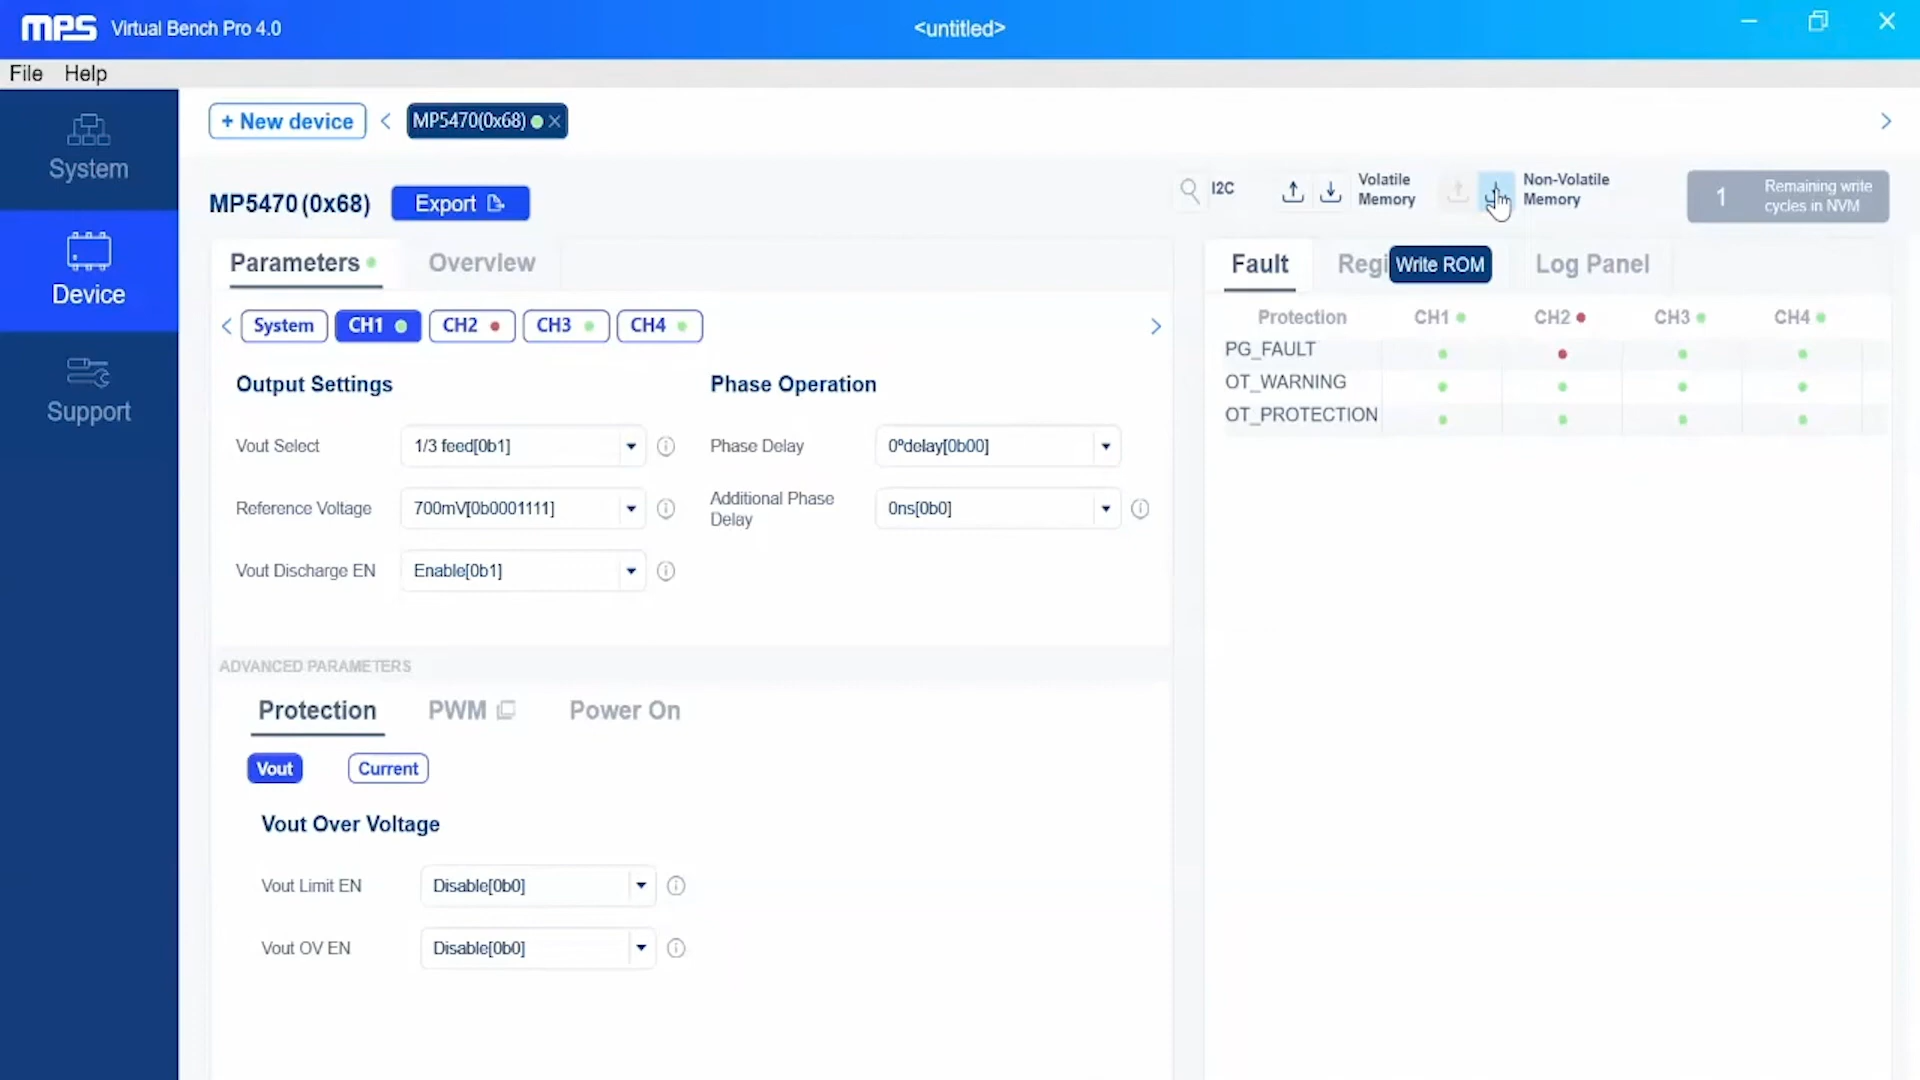 MPS Virtual Bench Pro 4.0
<untitled>
File Help
System
Device
Support
+ New device
MP5470(0x68)
MP5470(0x68)
Export
I2C
Volatile
Memory
Non-Volatile
Memory
1
Remaining write
cycles in NVM
Parameters
Overview
System
CH1
CH2
CH3
CH4
Output Settings
Vout Select
1/3 feed[0b1]
Reference Voltage
700mV[0b0001111]
Vout Discharge EN
Enable[0b1]
Phase Operation
Phase Delay
0ºdelay[0b00]
Additional Phase
Delay
0ns[0b0]
ADVANCED PARAMETERS
Protection
PWM
Power On
Vout
Current
Vout Over Voltage
Vout Limit EN
Disable[0b0]
Vout OV EN
Disable[0b0]
Fault
Regi
Write ROM
Log Panel
Protection CH1 CH2 CH3 CH4
PG_FAULT
OT_WARNING
OT_PROTECTION